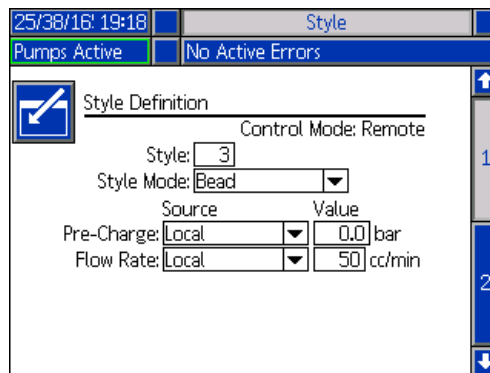 25/38/16! 19:18 Style
Pumps Active No Active Errors
Style Definition
Control Mode: Remote
Style: 3
Style Mode: Bead
Source Value
Pre-Charge: Local 0.0 bar
Flow Rate: Local 50 cc/min
1
2